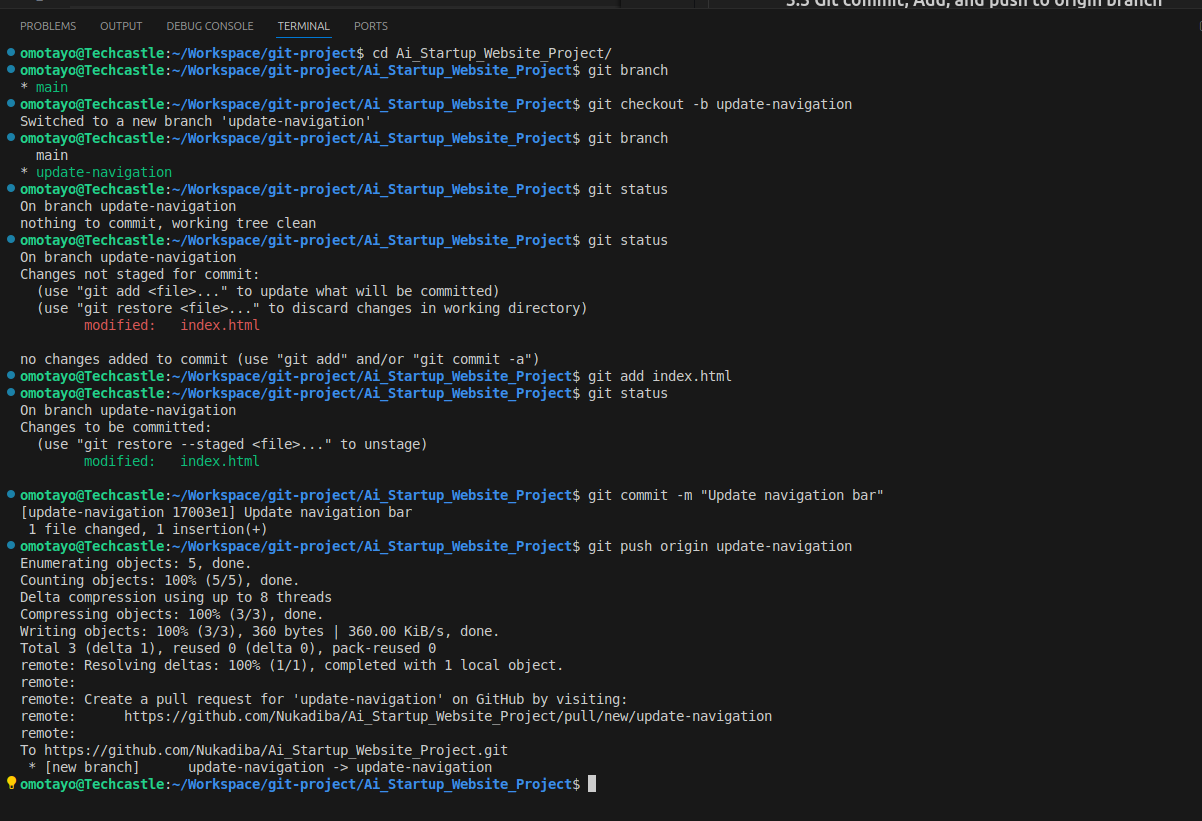 3.3 Git commit, Add, and push to origin Branch
PROBLEMS OUTPUT DEBUG CONSOLE TERMINAL PORTS
omotayo@Techcastle:~/Workspace/git-project$ cd Ai_Startup_Website_Project/
omotayo@Techcastle:~/Workspace/git-project/Ai_Startup_Website_Project$ git branch
* main
omotayo@Techcastle:~/Workspace/git-project/Ai_Startup_Website_Project$ git checkout -b update-navigation
Switched to a new branch 'update-navigation'
omotayo@Techcastle:~/Workspace/git-project/Ai_Startup_Website_Project$ git branch
  main
* update-navigation
omotayo@Techcastle:~/Workspace/git-project/Ai_Startup_Website_Project$ git status
On branch update-navigation
nothing to commit, working tree clean
omotayo@Techcastle:~/Workspace/git-project/Ai_Startup_Website_Project$ git status
On branch update-navigation
Changes not staged for commit:
  (use "git add <file>..." to update what will be committed)
  (use "git restore <file>..." to discard changes in working directory)
        modified:   index.html
no changes added to commit (use "git add" and/or "git commit -a")
omotayo@Techcastle:~/Workspace/git-project/Ai_Startup_Website_Project$ git add index.html
omotayo@Techcastle:~/Workspace/git-project/Ai_Startup_Website_Project$ git status
On branch update-navigation
Changes to be committed:
  (use "git restore --staged <file>..." to unstage)
        modified:   index.html
omotayo@Techcastle:~/Workspace/git-project/Ai_Startup_Website_Project$ git commit -m "Update navigation bar"
[update-navigation 17003e1] Update navigation bar
 1 file changed, 1 insertion(+)
omotayo@Techcastle:~/Workspace/git-project/Ai_Startup_Website_Project$ git push origin update-navigation
Enumerating objects: 5, done.
Counting objects: 100% (5/5), done.
Delta compression using up to 8 threads
Compressing objects: 100% (3/3), done.
Writing objects: 100% (3/3), 360 bytes | 360.00 KiB/s, done.
Total 3 (delta 1), reused 0 (delta 0), pack-reused 0
remote: Resolving deltas: 100% (1/1), completed with 1 local object.
remote:
remote: Create a pull request for 'update-navigation' on GitHub by visiting:
remote:      https://github.com/Nukadiba/Ai_Startup_Website_Project/pull/new/update-navigation
remote:
To https://github.com/Nukadiba/Ai_Startup_Website_Project.git
 * [new branch]      update-navigation -> update-navigation
omotayo@Techcastle:~/Workspace/git-project/Ai_Startup_Website_Project$